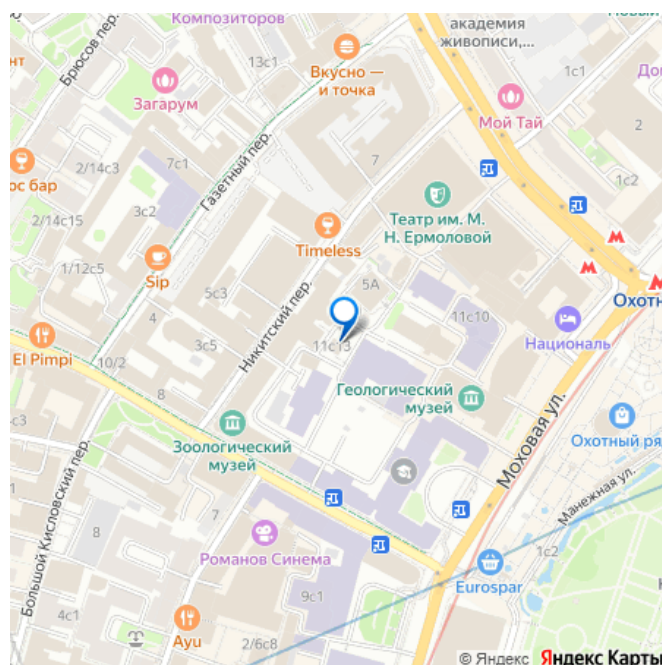 Композиторов
академия
живописи,...
Брюсов пер.
13с1
1с1
Вкусно —
и точка
Загарум
Мой Тай
2
2/14с3
7с1
Газетный пер.
7
1с2
3с2
2/14с15
Театр им. М.
Н. Ермоловой
Timeless
1/12с5
Sip
5А
5с3
Никитский пер.
Охотн
11с10
4
Националь
El Pimpi
10/2
3с5
11с13
Геологический
музей
Моховая ул.
Охотный ря
Зоологический
музей
Большой Кисловский пер.
Манежная ул.
8
Романов Синема
1с2
Eurospar
9с1
4с1
Ayu
2/6с8
© Яндекс Яндекс Карты